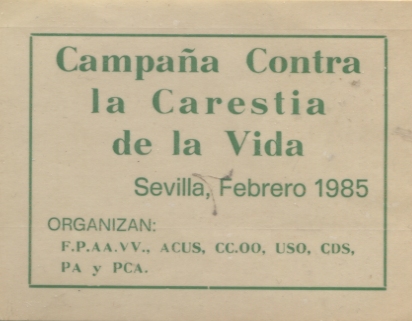 Campaña Contra
la Carestia
de la Vida
Sevilla, Febrero 1985
ORGANIZAN:
F.P.AA.VV., ACUS, CC.OO, USO, CDS,
PA y PCA.